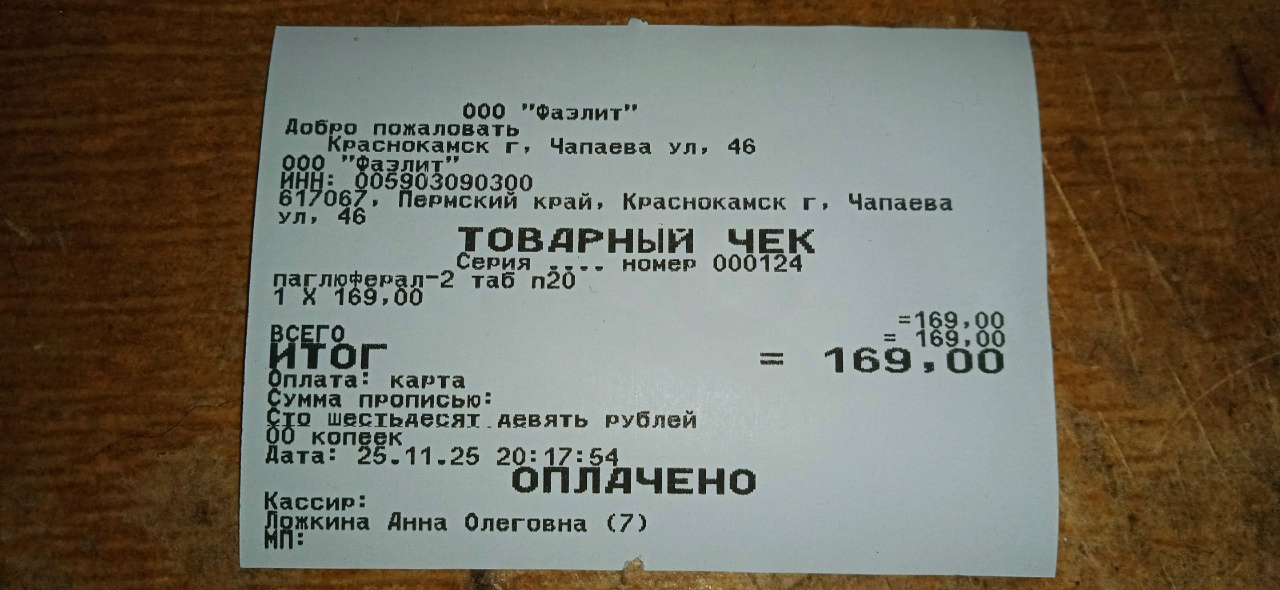 ООО "Фаэлит"
Добро пожаловать
Краснокамск г, Чапаева ул, 46
ООО "Фаэлит"
ИНН: 005903090300
617067, Пермский край, Краснокамск г, Чапаева
ул, 46
ТОВАРНЫЙ ЧЕК
Серия .... номер 000124
паглюферал-2 таб п20
1 X 169,00
=169,00
ВСЕГО = 169,00
ИТОГ = 169,00
Оплата: карта
Сумма прописью:
Сто шестьдесят девять рублей
00 копеек
Дата: 25.11.25 20:17:54
ОПЛАЧЕНО
Кассир:
Ложкина Анна Олеговна (7)
МП: